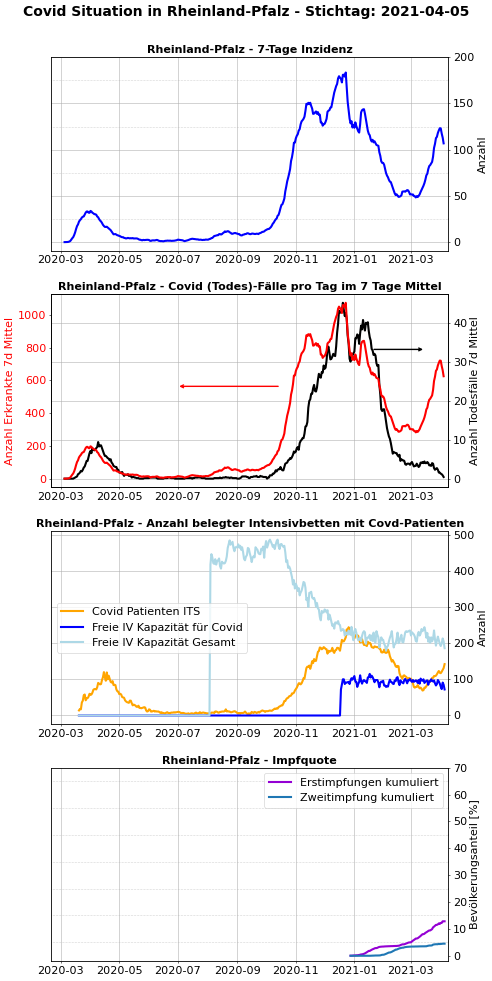 Covid Situation in Rheinland-Pfalz - Stichtag: 2021-04-05
Rheinland-Pfalz - 7-Tage Inzidenz
200
150
100
50
0
Anzahl
2020-03 2020-05 2020-07 2020-09 2020-11 2021-01 2021-03
Rheinland-Pfalz - Covid (Todes)-Fälle pro Tag im 7 Tage Mittel
Anzahl Erkrankte 7d Mittel
1000
800
600
400
200
0
40
30
20
10
0
Anzahl Todesfälle 7d Mittel
2020-03 2020-05 2020-07 2020-09 2020-11 2021-01 2021-03
Rheinland-Pfalz - Anzahl belegter Intensivbetten mit Covd-Patienten
Covid Patienten ITS
Freie IV Kapazität für Covid
Freie IV Kapazität Gesamt
500
400
300
200
100
0
Anzahl
2020-03 2020-05 2020-07 2020-09 2020-11 2021-01 2021-03
Rheinland-Pfalz - Impfquote
Erstimpfungen kumuliert
Zweitimpfung kumuliert
70
60
50
40
30
20
10
0
Bevölkerungsanteil [%]
2020-03 2020-05 2020-07 2020-09 2020-11 2021-01 2021-03